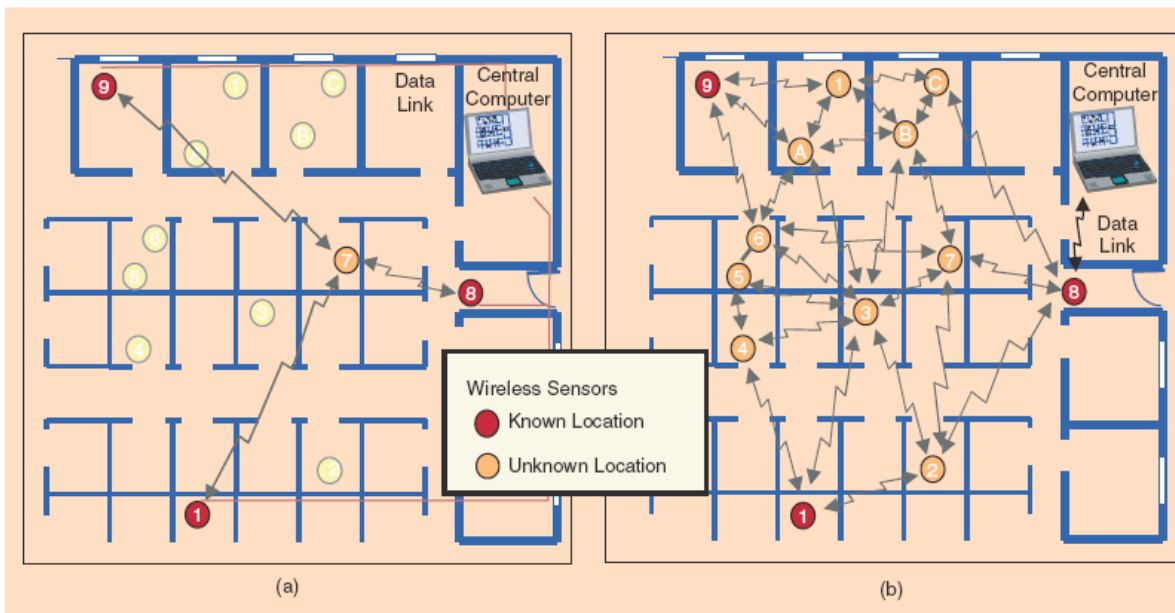 9
1
C
Data
Link
Central
Computer
B
A
6
7
5
8
3
4
2
1
(a)
Wireless Sensors
Known Location
Unknown Location
9
1
C
Central
Computer
B
A
Data
Link
6
7
5
8
3
4
2
1
(b)